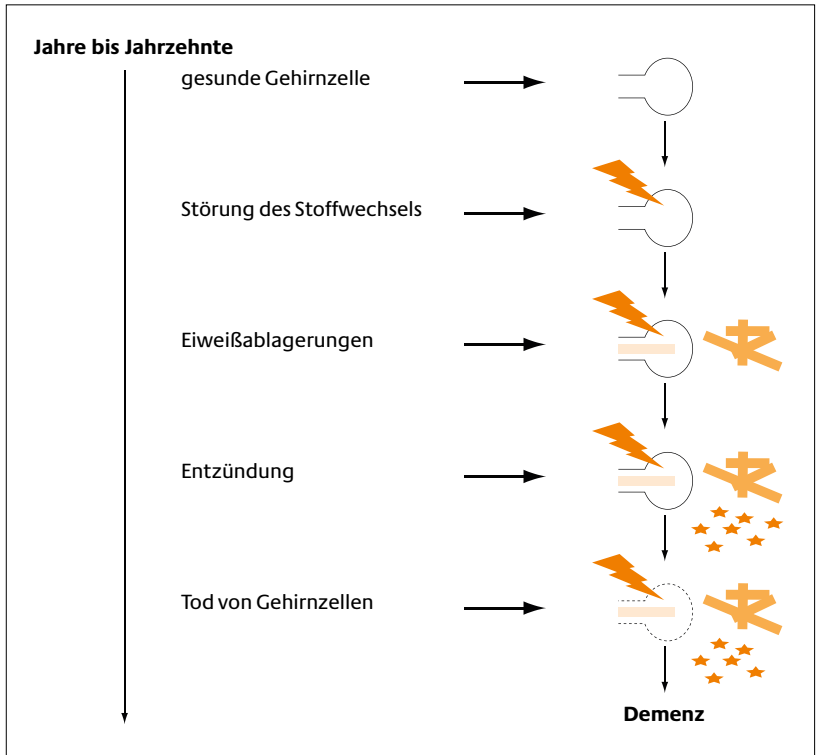 Jahre bis Jahrzehnte
gesunde Gehirnzelle
Störung des Stoffwechsels
Eiweißablagerungen
Entzündung
Tod von Gehirnzellen
Demenz